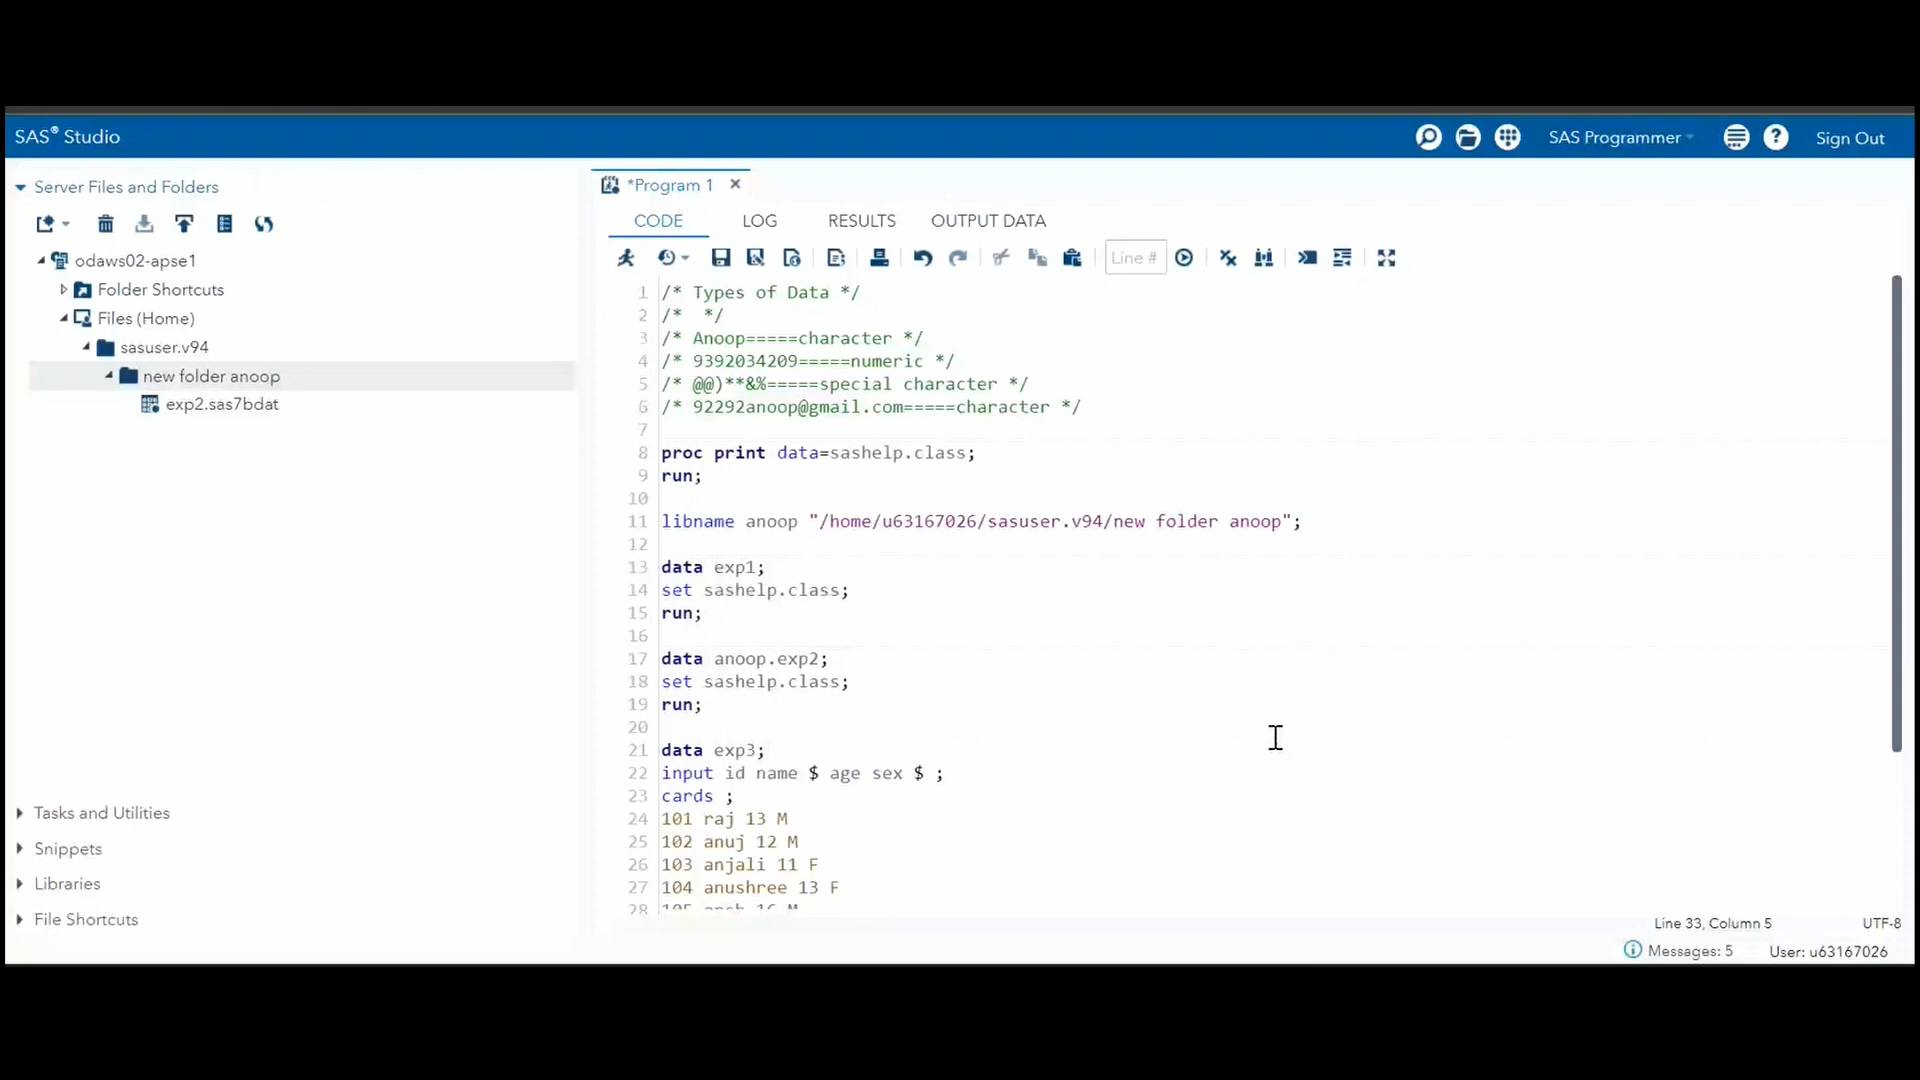 SAS® Studio
SAS Programmer
Sign Out
Server Files and Folders
odaws02-apse1
Folder Shortcuts
Files (Home)
sasuser.v94
new folder anoop
exp2.sas7bdat
Tasks and Utilities
Snippets
Libraries
File Shortcuts
*Program 1
CODE LOG RESULTS OUTPUT DATA
Line #
1 /* Types of Data */
2 /*  */
3 /* Anoop=====character */
4 /* 9392034209=====numeric */
5 /* @@)**&%=====special character */
6 /* 92292anoop@gmail.com=====character */
7
8 proc print data=sashelp.class;
9 run;
10
11 libname anoop "/home/u63167026/sasuser.v94/new folder anoop";
12
13 data exp1;
14 set sashelp.class;
15 run;
16
17 data anoop.exp2;
18 set sashelp.class;
19 run;
20
21 data exp3;
22 input id name $ age sex $ ;
23 cards ;
24 101 raj 13 M
25 102 anuj 12 M
26 103 anjali 11 F
27 104 anushree 13 F
28 105 16 M
Line 33, Column 5
UTF-8
Messages: 5
User: u63167026